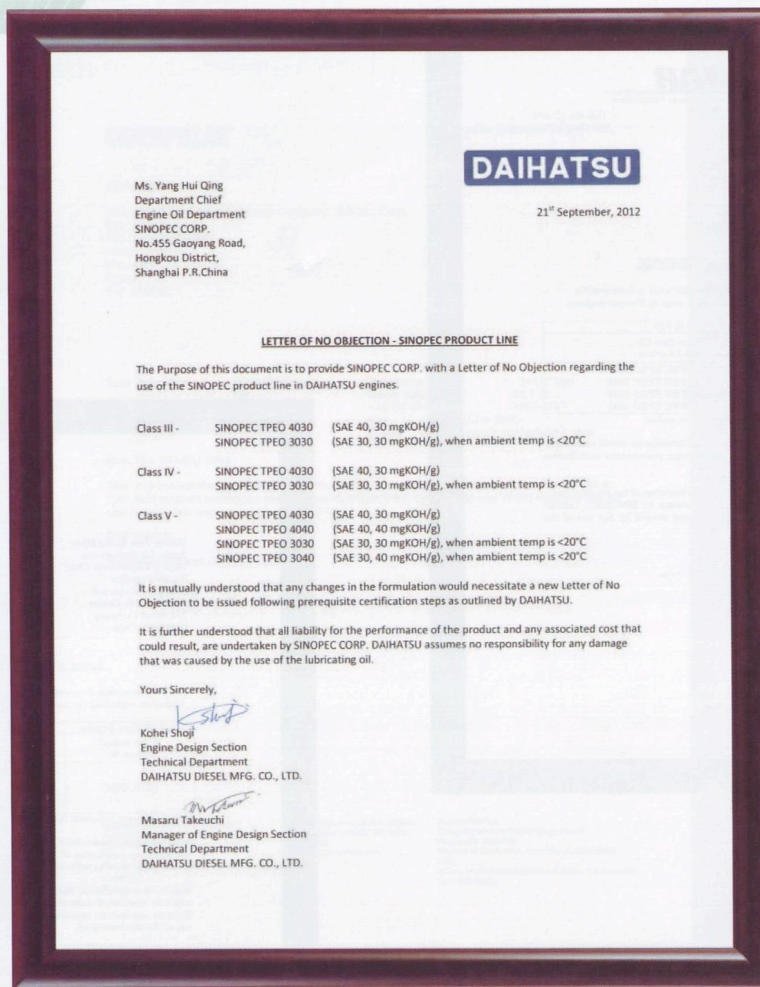 DAIHATSU
Ms. Yang Hui Qing
Department Chief
Engine Oil Department
SINOPEC CORP.
No.455 Gaoyang Road,
Hongkou District,
Shanghai P.R.China
21st September, 2012
LETTER OF NO OBJECTION - SINOPEC PRODUCT LINE
The Purpose of this document is to provide SINOPEC CORP. with a Letter of No Objection regarding the
use of the SINOPEC product line in DAIHATSU engines.
Class III - SINOPEC TPEO 4030 (SAE 40, 30 mgKOH/g)
SINOPEC TPEO 3030 (SAE 30, 30 mgKOH/g), when ambient temp is <20°C
Class IV - SINOPEC TPEO 4030 (SAE 40, 30 mgKOH/g)
SINOPEC TPEO 3030 (SAE 30, 30 mgKOH/g), when ambient temp is <20°C
Class V - SINOPEC TPEO 4030 (SAE 40, 30 mgKOH/g)
SINOPEC TPEO 4040 (SAE 40, 40 mgKOH/g)
SINOPEC TPEO 3030 (SAE 30, 30 mgKOH/g), when ambient temp is <20°C
SINOPEC TPEO 3040 (SAE 30, 40 mgKOH/g), when ambient temp is <20°C
It is mutually understood that any changes in the formulation would necessitate a new Letter of No
Objection to be issued following prerequisite certification steps as outlined by DAIHATSU.
It is further understood that all liability for the performance of the product and any associated cost that
could result, are undertaken by SINOPEC CORP. DAIHATSU assumes no responsibility for any damage
that was caused by the use of the lubricating oil.
Yours Sincerely,
Kohei Shoji
Engine Design Section
Technical Department
DAIHATSU DIESEL MFG. CO., LTD.
Masaru Takeuchi
Manager of Engine Design Section
Technical Department
DAIHATSU DIESEL MFG. CO., LTD.